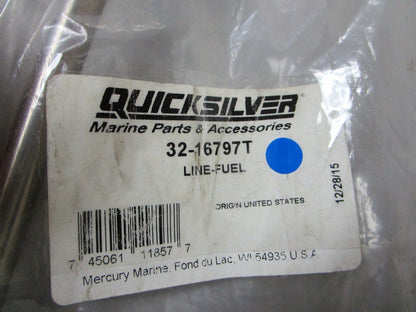 QUICKSILVER
Marine Parts & Accessories
32-16797T
LINE-FUEL
ORIGIN UNITED STATES
12/28/15
7 45061 11857 7
Mercury Marine, Fond du Lac, WI 54935 U.S.A.